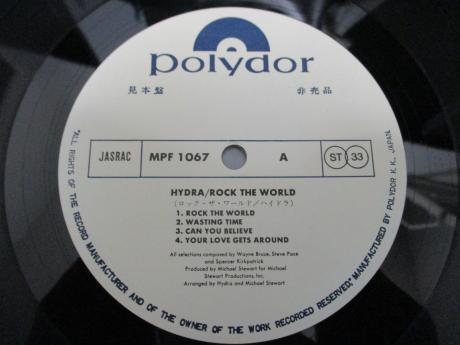 polydor
見本盤 非売品
JASRAC MPF 1067 A ST 33
HYDRA/ROCK THE WORLD
(ロック・ザ・ワールド/ハイドラ)
1. ROCK THE WORLD
2. WASTING TIME
3. CAN YOU BELIEVE
4. YOUR LOVE GETS AROUND
All selections composed by Wayne Bruce, Steve Pace
and Spencer Kirkpatrick
Produced by Michael Stewart for Michael
Stewart Productions, Inc.
Arranged by Hydra and Michael Stewart
"ALL RIGHTS OF THE RECORD MANUFACTURER AND OF THE OWNER OF THE WORK RECORDED RESERVED" MANUFACTURED BY POLYDOR K. K., JAPAN.